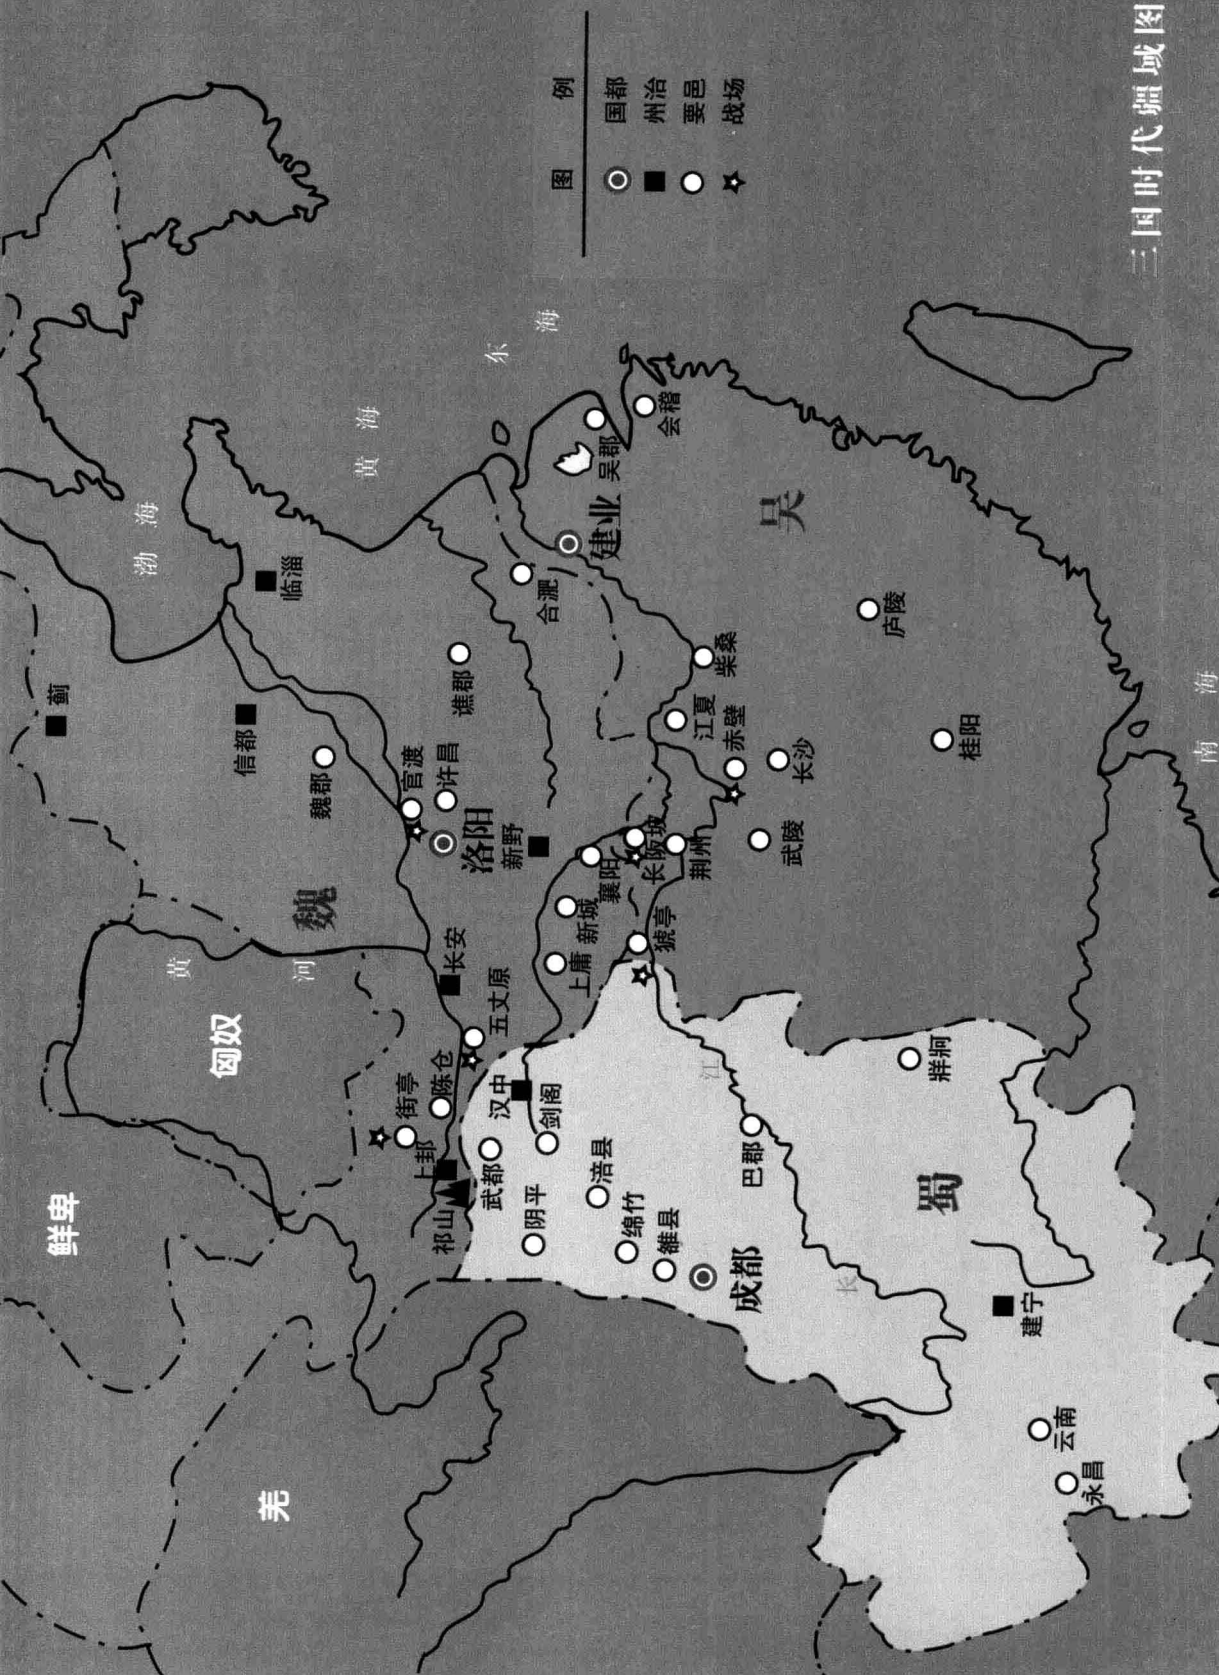 三国时代疆域图
图 例
国都
州治
要邑
战场
鲜卑
匈奴
羌
魏
蜀
吴
黄 河
长 江
渤 海
黄 海
东 海
南 海
蓟
信都
魏郡
临淄
官渡
许昌
洛阳
谯郡
新野
长安
五丈原
陈仓
街亭
上邽
祁山
武都
汉中
剑阁
阴平
涪县
绵竹
雒县
成都
巴郡
牂牁
建宁
云南
永昌
上庸
新城
襄阳
长阪坡
荆州
猇亭
武陵
长沙
赤壁
江夏
柴桑
合肥
建业
吴郡
会稽
庐陵
桂阳